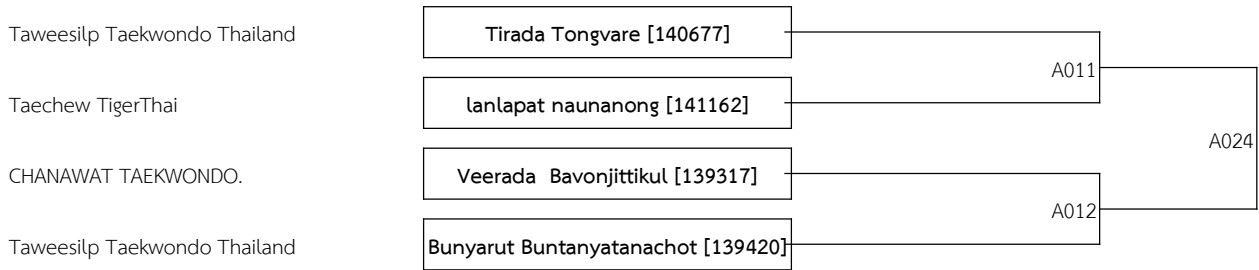 Taweesilp Taekwondo Thailand Tirada Tongvare [140677]
A011
Taechew TigerThai lanlapat naunanong [141162]
A024
CHANAWAT TAEKWONDO. Veerada Bavonjittikul [139317]
A012
Taweesilp Taekwondo Thailand Bunyarut Buntanyatanachot [139420]